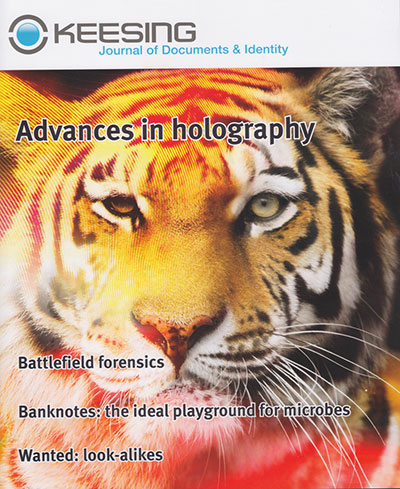 KEESING
Journal of Documents & Identity
Advances in holography
Battlefield forensics
Banknotes: the ideal playground for microbes
Wanted: look-alikes